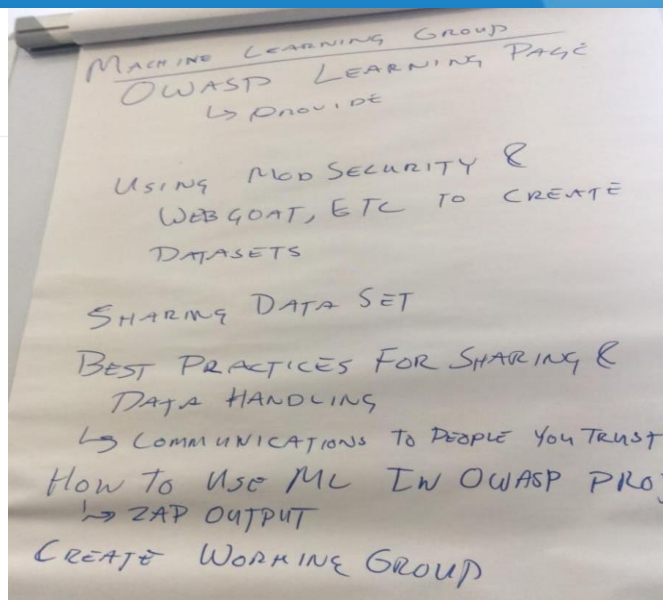 MACHINE LEARNING GROUP
OWASP LEARNING PAGE
↳ PROVIDE
USING MOD SECURITY &
WEBGOAT, ETC TO CREATE
DATASETS
SHARING DATA SET
BEST PRACTICES FOR SHARING &
DATA HANDLING
↳ COMMUNICATIONS TO PEOPLE YOU TRUST
HOW TO USE ML IN OWASP PROJ
↳ ZAP OUTPUT
CREATE WORKING GROUP